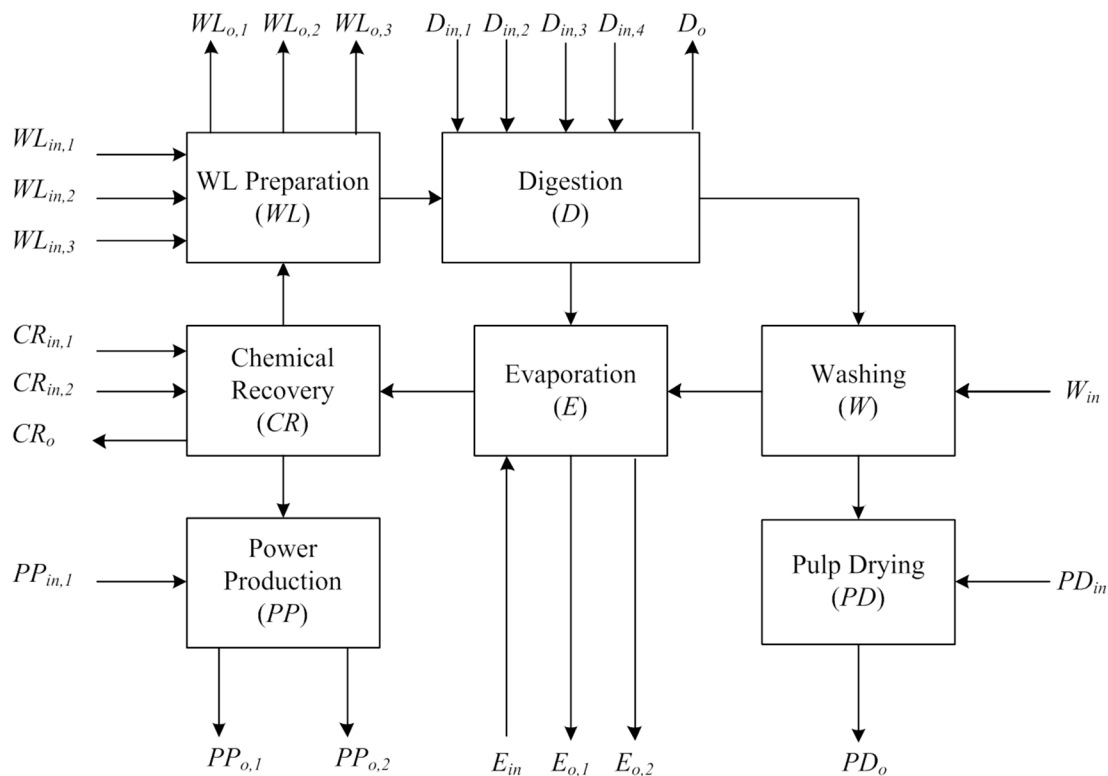 WLo,1 WLo,2 WLo,3 Din,1 Din,2 Din,3 Din,4 Do
WLin,1
WLin,2
WLin,3
WL Preparation
(WL)
Digestion
(D)
CRin,1
CRin,2
CRo
Chemical
Recovery
(CR)
Evaporation
(E)
Washing
(W)
Win
PPin,1
Power
Production
(PP)
Pulp Drying
(PD)
PDin
PPo,1 PPo,2 Ein Eo,1 Eo,2 PDo